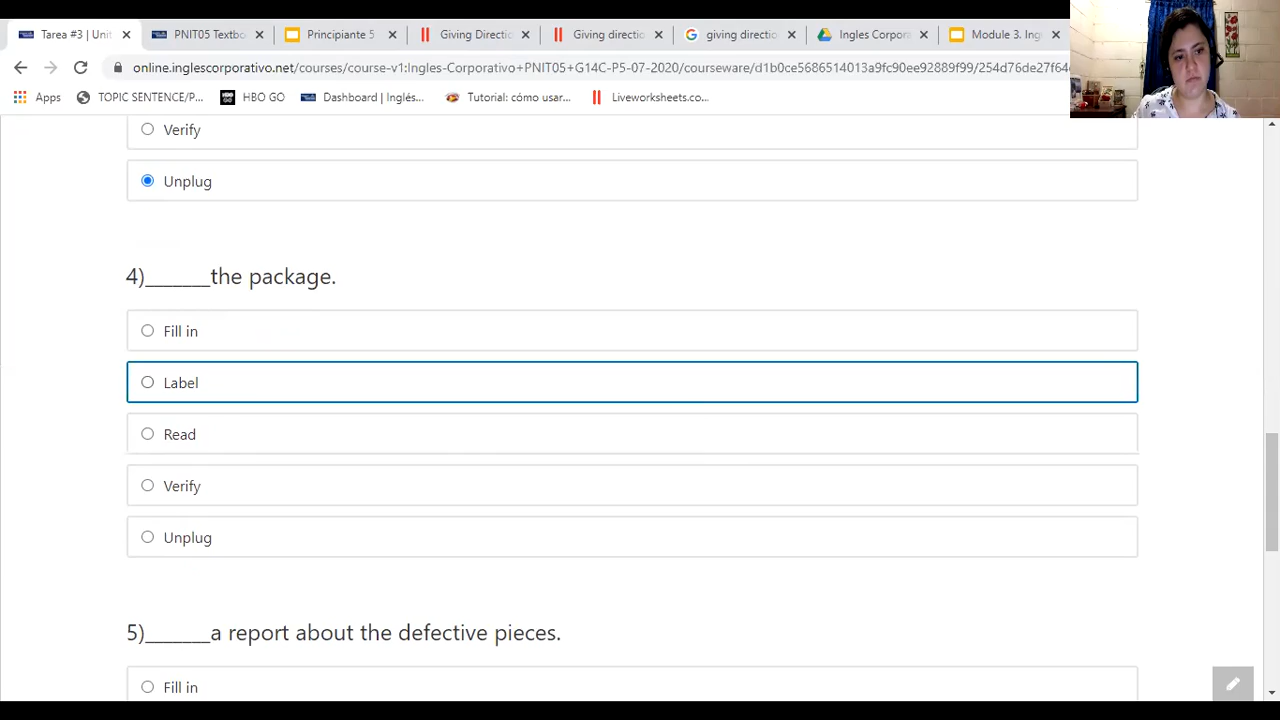 Tarea #3 | Unit
PNIT05 Textbo
Principiante 5
Giving Directic
Giving directio
giving directio
Ingles Corpora
Module 3. Ing
online.inglescorporativo.net/courses/course-v1:Ingles-Corporativo+PNIT05+G14C-P5-07-2020/courseware/d1b0ce5686514013a9fc90ee92889f99/254d76de27f64
Apps
TOPIC SENTENCE/P...
HBO GO
Dashboard | Inglés...
Tutorial: cómo usar...
Liveworksheets.co...
Verify
Unplug
4)_______the package.
Fill in
Label
Read
Verify
Unplug
5)_______a report about the defective pieces.
Fill in